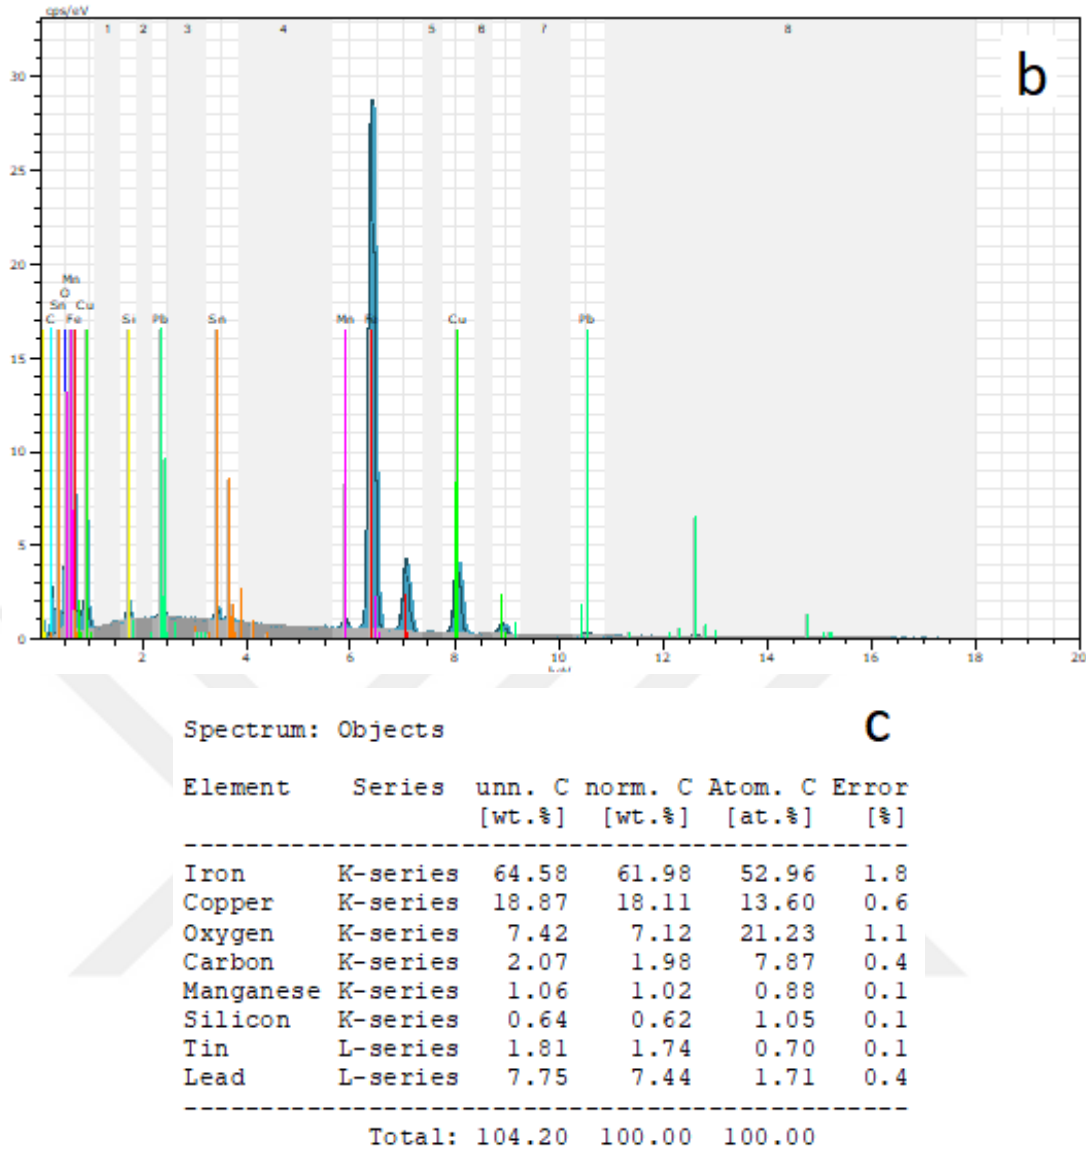 cps/eV
1 2 3 4 5 6 7 8
b
30
25
20
Mn
O
Sn Cu
C Fe Si Pb Sn Mn Fe Cu Pb
15
10
5
0
2 4 6 8 10 12 14 16 18 20
keV
Spectrum: Objects
c
Element Series unn. C norm. C Atom. C Error
[wt.%] [wt.%] [at.%] [%]
-----------------------------------------------
Iron K-series 64.58 61.98 52.96 1.8
Copper K-series 18.87 18.11 13.60 0.6
Oxygen K-series 7.42 7.12 21.23 1.1
Carbon K-series 2.07 1.98 7.87 0.4
Manganese K-series 1.06 1.02 0.88 0.1
Silicon K-series 0.64 0.62 1.05 0.1
Tin L-series 1.81 1.74 0.70 0.1
Lead L-series 7.75 7.44 1.71 0.4
-----------------------------------------------
Total: 104.20 100.00 100.00